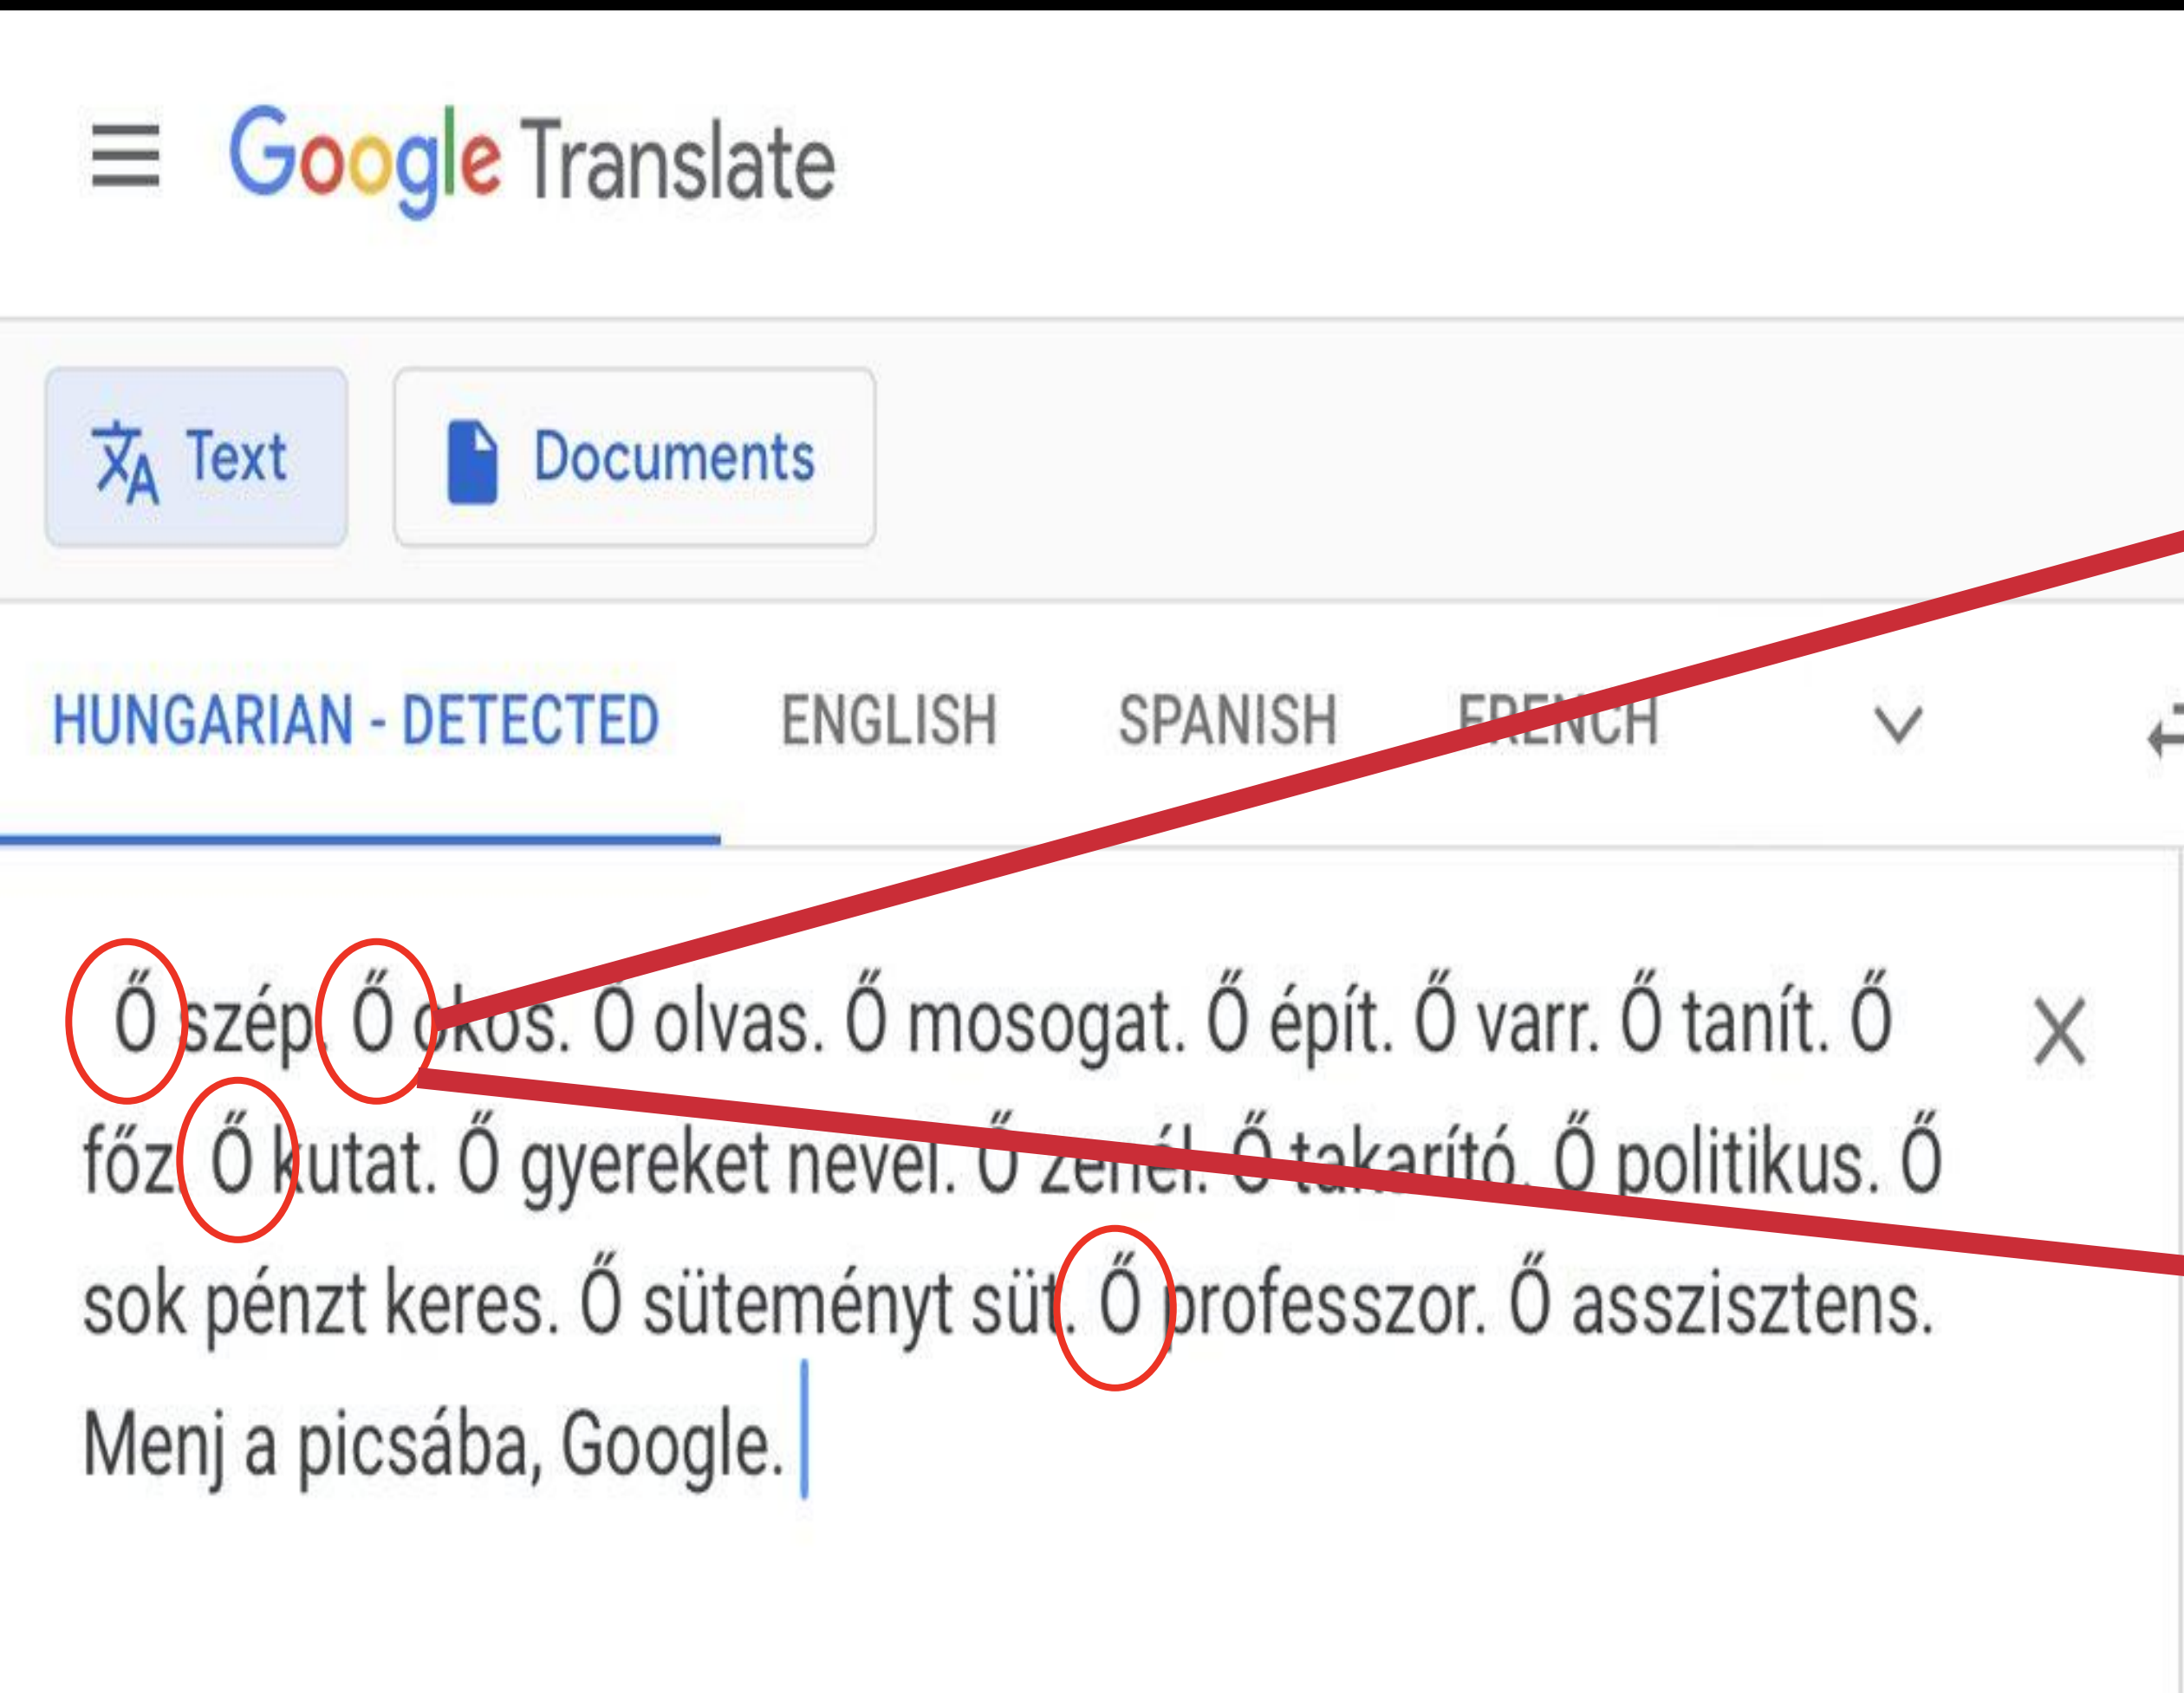 Google Translate
Text Documents
HUNGARIAN - DETECTED ENGLISH SPANISH FRENCH
Ő szép. Ő okos. Ő olvas. Ő mosogat. Ő épít. Ő varr. Ő tanít. Ő
főz. Ő kutat. Ő gyereket nevel. Ő zenél. Ő takarító. Ő politikus. Ő
sok pénzt keres. Ő süteményt süt. Ő professzor. Ő asszisztens.
Menj a picsába, Google.